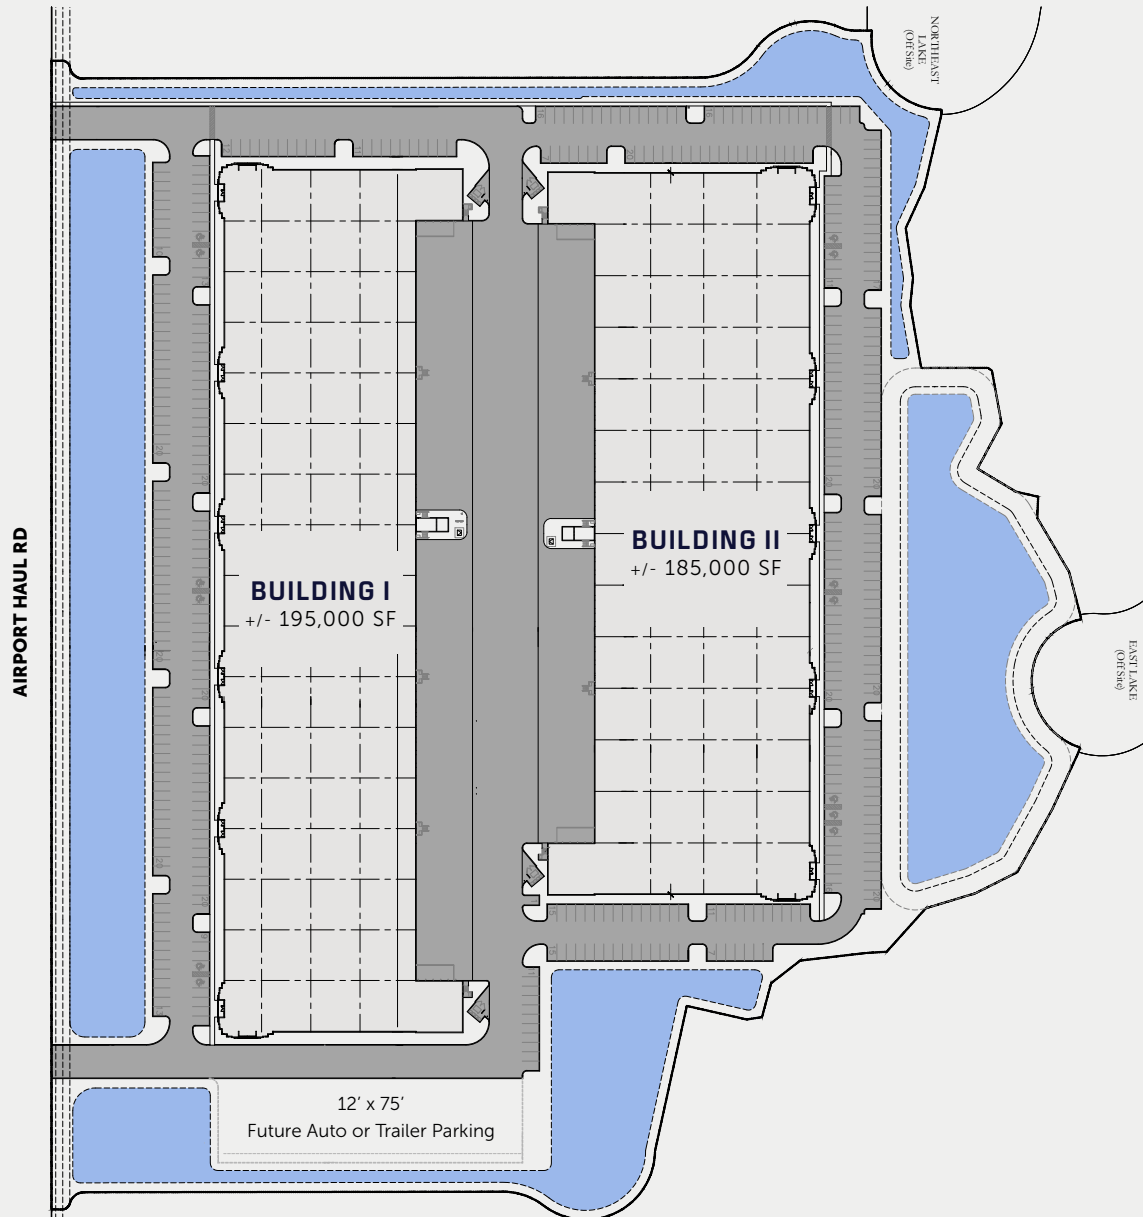 NORTHEAST
LAKE
(Off Site)
AIRPORT HAUL RD
BUILDING I
+/- 195,000 SF
BUILDING II
+/- 185,000 SF
EAST LAKE
(Off Site)
12’ x 75’
Future Auto or Trailer Parking